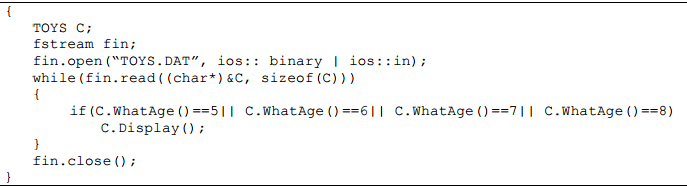 {
TOYS C;
fstream fin;
fin.open(“TOYS.DAT”, ios:: binary | ios::in);
while(fin.read((char*)&C, sizeof(C)))
{
if(C.WhatAge()==5|| C.WhatAge()==6|| C.WhatAge()==7|| C.WhatAge()==8)
C.Display();
}
fin.close();
}